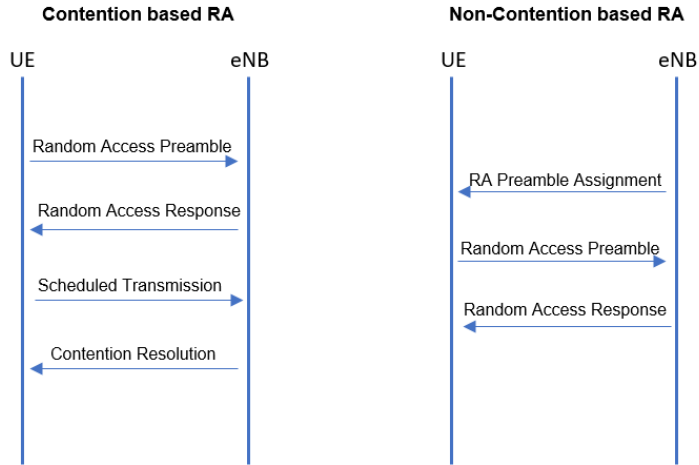 Contention based RA
UE
eNB
Random Access Preamble
Random Access Response
Scheduled Transmission
Contention Resolution
Non-Contention based RA
UE
eNB
RA Preamble Assignment
Random Access Preamble
Random Access Response